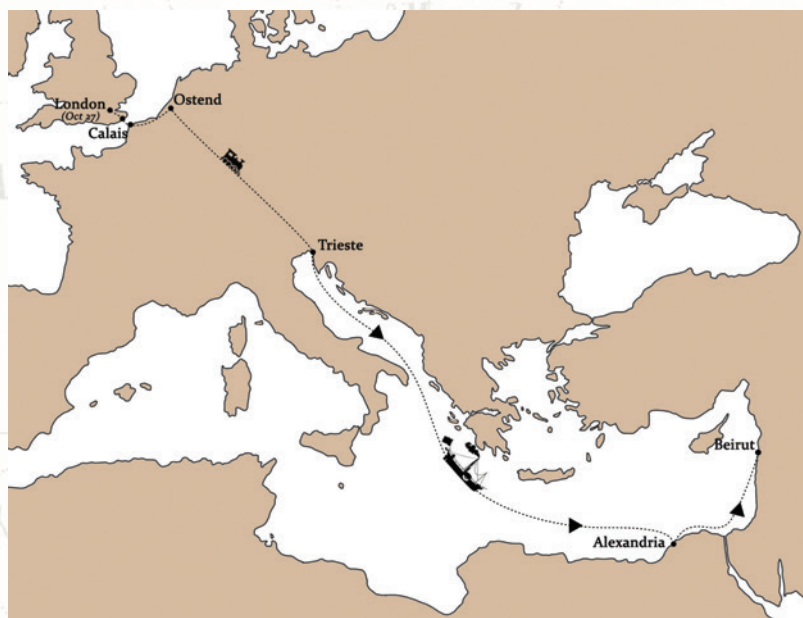 London
(Oct 27)
Calais
Ostend
Trieste
Beirut
Alexandria